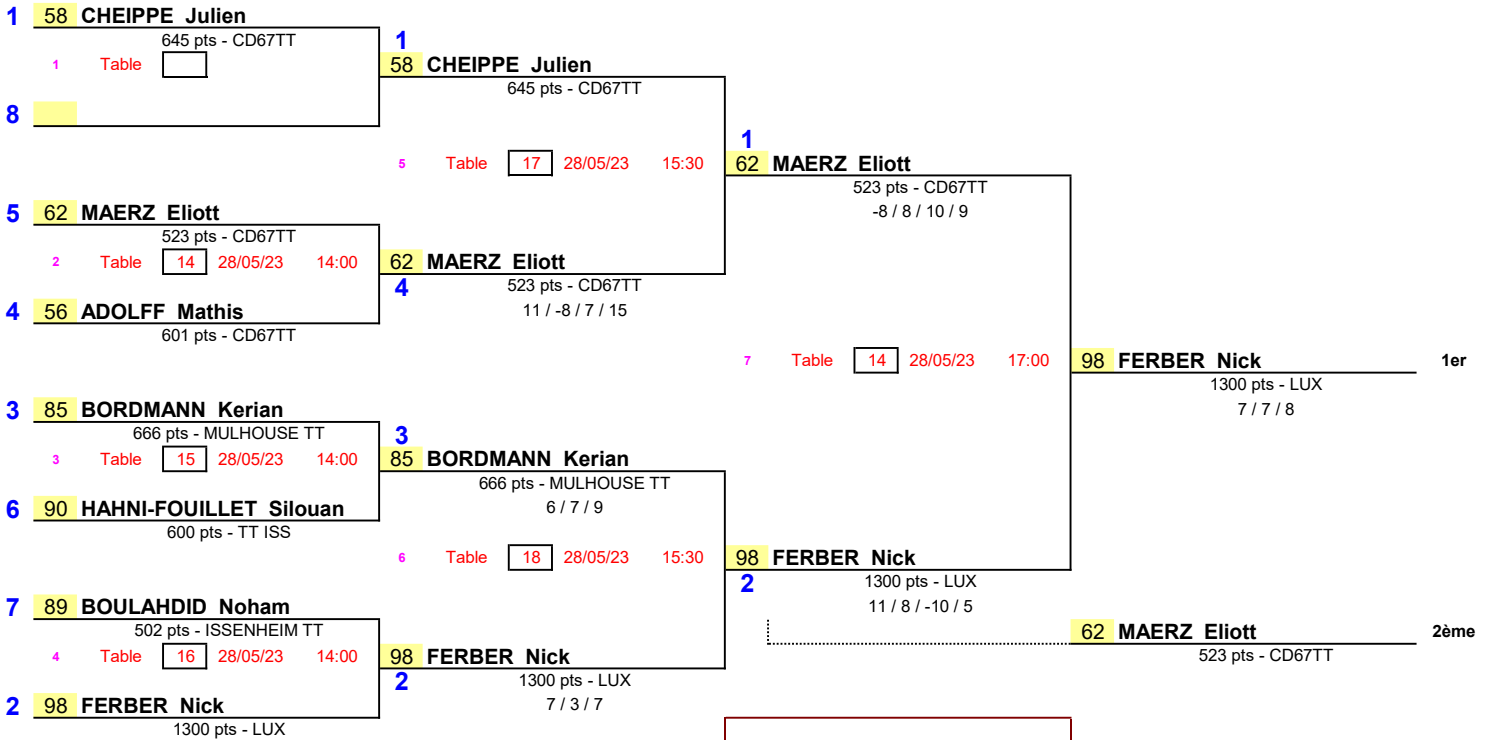 1 58 CHEIPPE Julien
645 pts - CD67TT
1 Table
8
1
58 CHEIPPE Julien
645 pts - CD67TT
5 Table 17 28/05/23 15:30
5 62 MAERZ Eliott
523 pts - CD67TT
2 Table 14 28/05/23 14:00
4 56 ADOLFF Mathis
601 pts - CD67TT
62 MAERZ Eliott
4
523 pts - CD67TT
11 / -8 / 7 / 15
1
62 MAERZ Eliott
523 pts - CD67TT
-8 / 8 / 10 / 9
7 Table 14 28/05/23 17:00
98 FERBER Nick 1er
1300 pts - LUX
7 / 7 / 8
3 85 BORDMANN Kerian
666 pts - MULHOUSE TT
3 Table 15 28/05/23 14:00
6 90 HAHNI-FOUILLET Silouan
600 pts - TT ISS
3
85 BORDMANN Kerian
666 pts - MULHOUSE TT
6 / 7 / 9
6 Table 18 28/05/23 15:30
98 FERBER Nick
2
1300 pts - LUX
11 / 8 / -10 / 5
7 89 BOULAHDID Noham
502 pts - ISSENHEIM TT
4 Table 16 28/05/23 14:00
2 98 FERBER Nick
1300 pts - LUX
98 FERBER Nick
2
1300 pts - LUX
7 / 3 / 7
62 MAERZ Eliott 2ème
523 pts - CD67TT